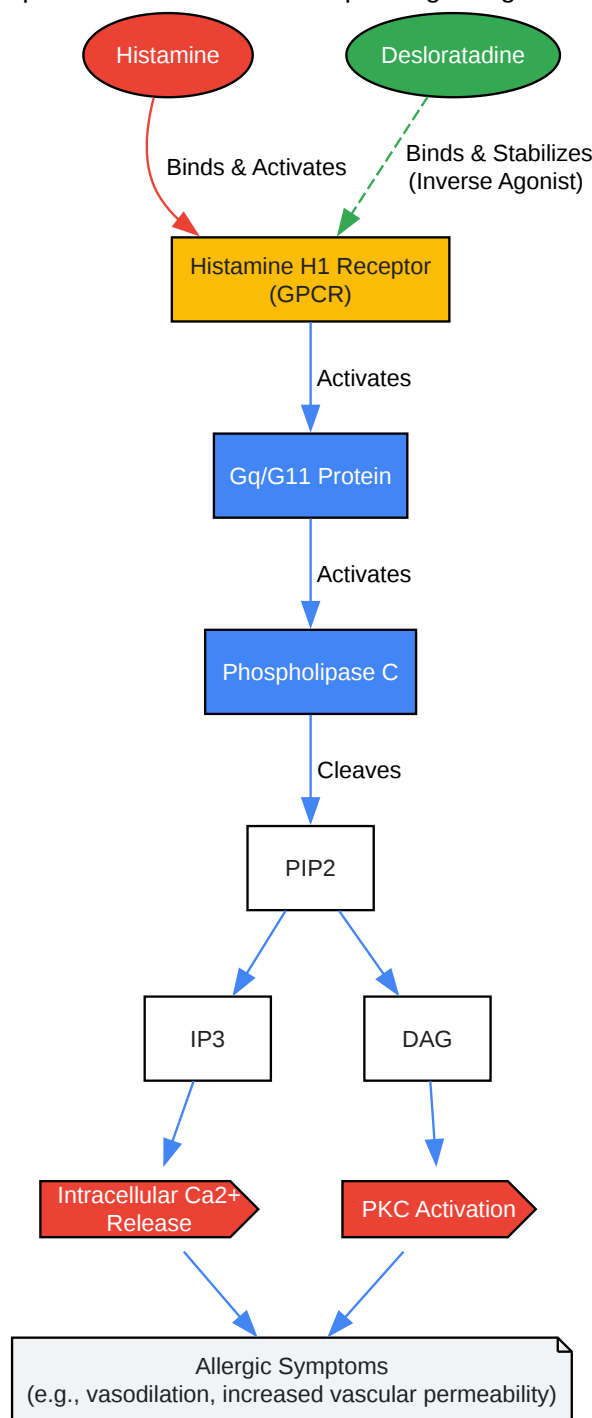 Histamine
Desloratadine
Binds & Activates
Binds & Stabilizes
(Inverse Agonist)
Histamine H1 Receptor
(GPCR)
Activates
Gq/G11 Protein
Activates
Phospholipase C
Cleaves
PIP2
IP3
DAG
Intracellular Ca2+
Release
PKC Activation
Allergic Symptoms
(e.g., vasodilation, increased vascular permeability)